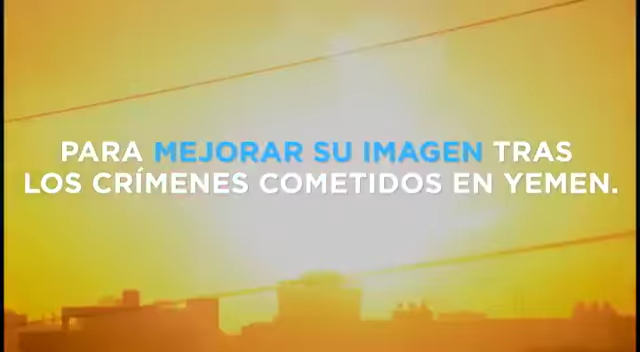 PARA MEJORAR SU IMAGEN TRAS
LOS CRÍMENES COMETIDOS EN YEMEN.